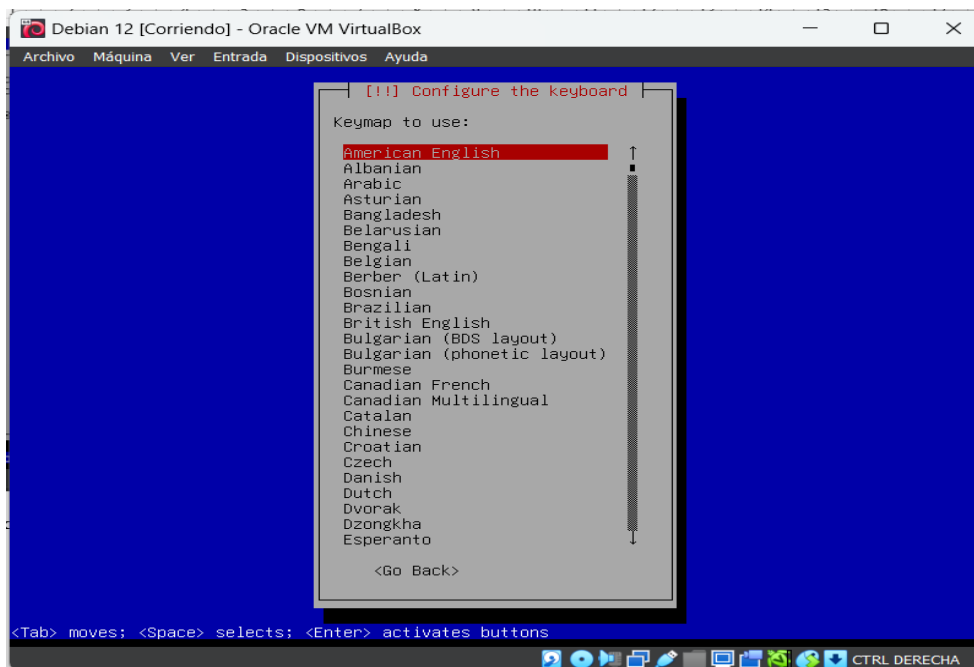 Debian 12 [Corriendo] - Oracle VM VirtualBox
Archivo Máquina Ver Entrada Dispositivos Ayuda
[!!] Configure the keyboard
Keymap to use:
American English
Albanian
Arabic
Asturian
Bangladesh
Belarusian
Bengali
Belgian
Berber (Latin)
Bosnian
Brazilian
British English
Bulgarian (BDS layout)
Bulgarian (phonetic layout)
Burmese
Canadian French
Canadian Multilingual
Catalan
Chinese
Croatian
Czech
Danish
Dutch
Dvorak
Dzongkha
Esperanto
<Go Back>
<Tab> moves; <Space> selects; <Enter> activates buttons
CTRL DERECHA